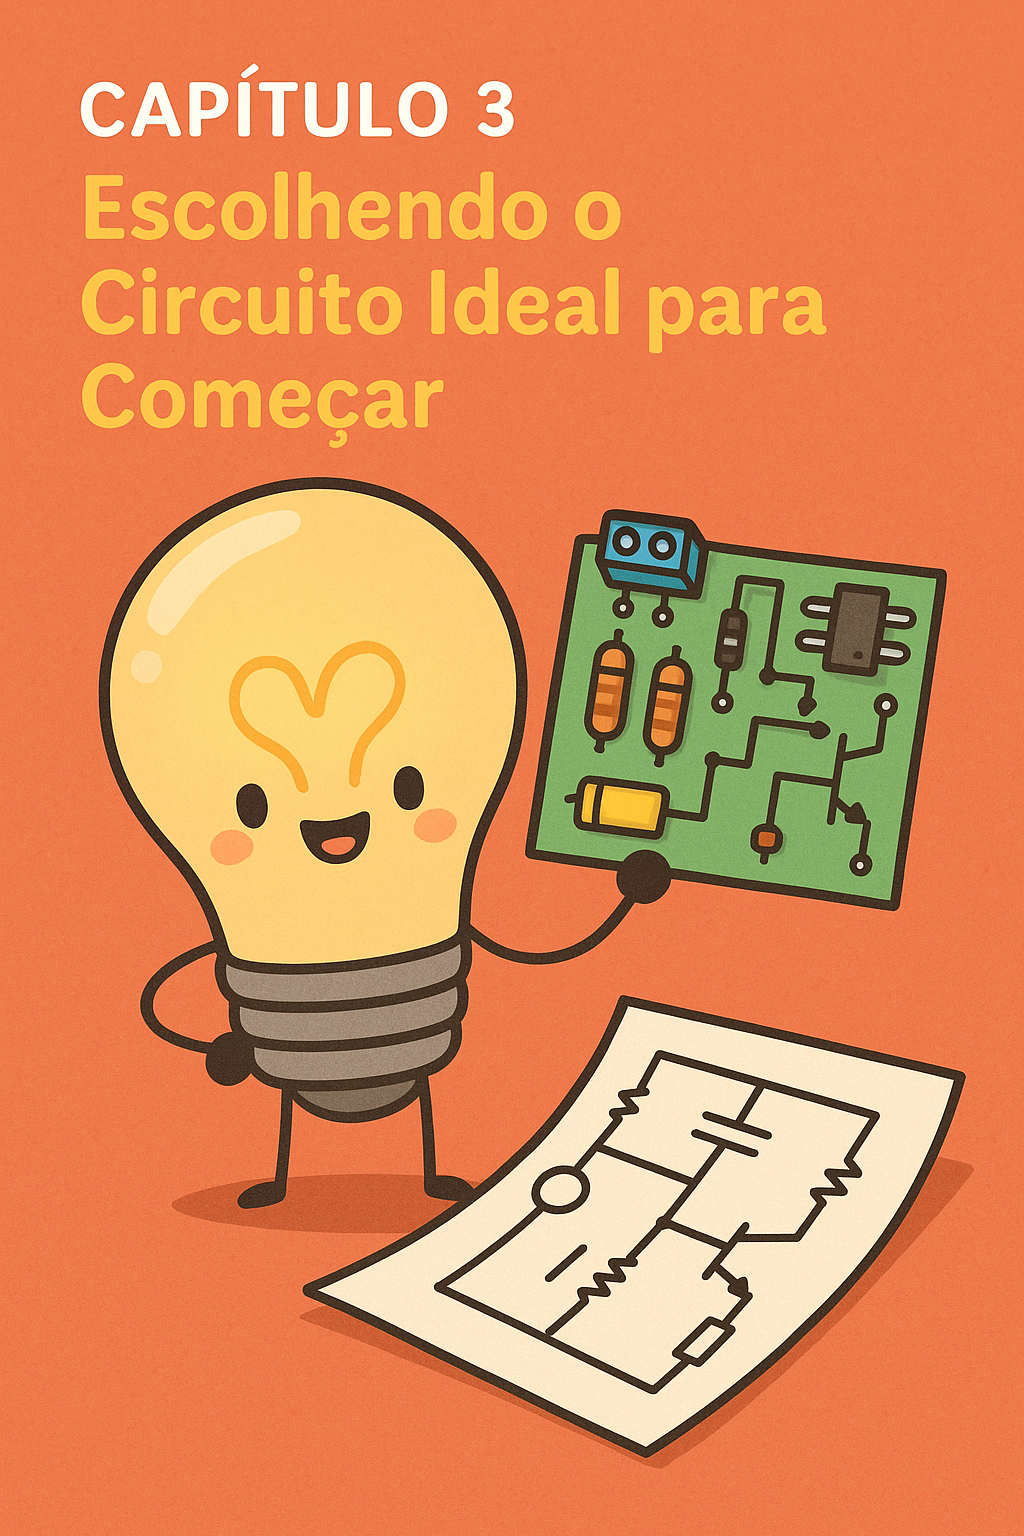 CAPÍTULO 3
Escolhendo o
Circuito Ideal para
Começar